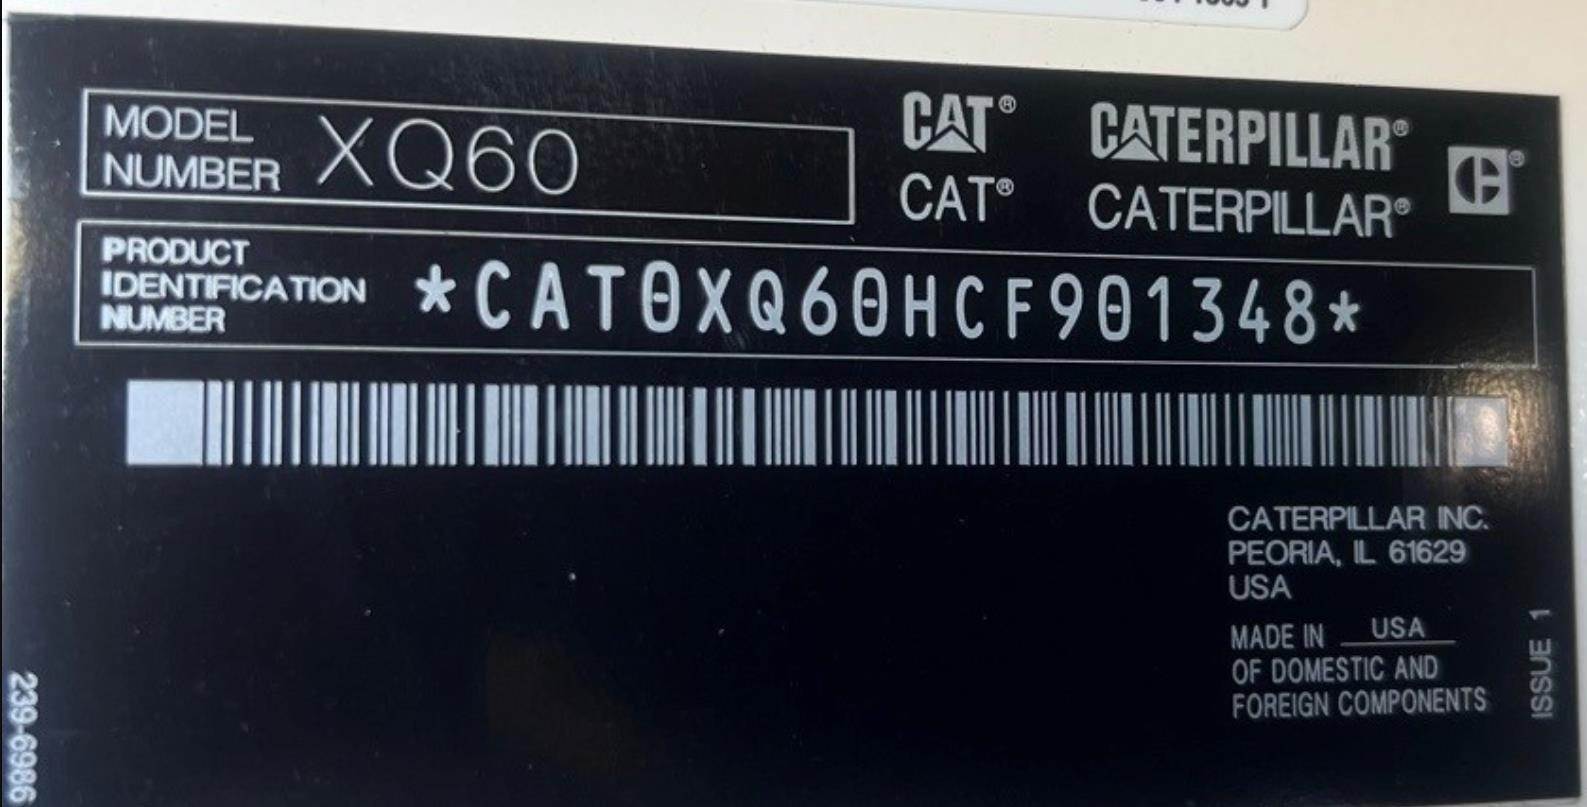 MODEL NUMBER XQ60
CAT® CATERPILLAR®
CAT® CATERPILLAR®
PRODUCT IDENTIFICATION NUMBER *CAT0XQ60HCF901348*
CATERPILLAR INC.
PEORIA, IL 61629
USA
MADE IN USA
OF DOMESTIC AND
FOREIGN COMPONENTS
ISSUE 1
239-6986